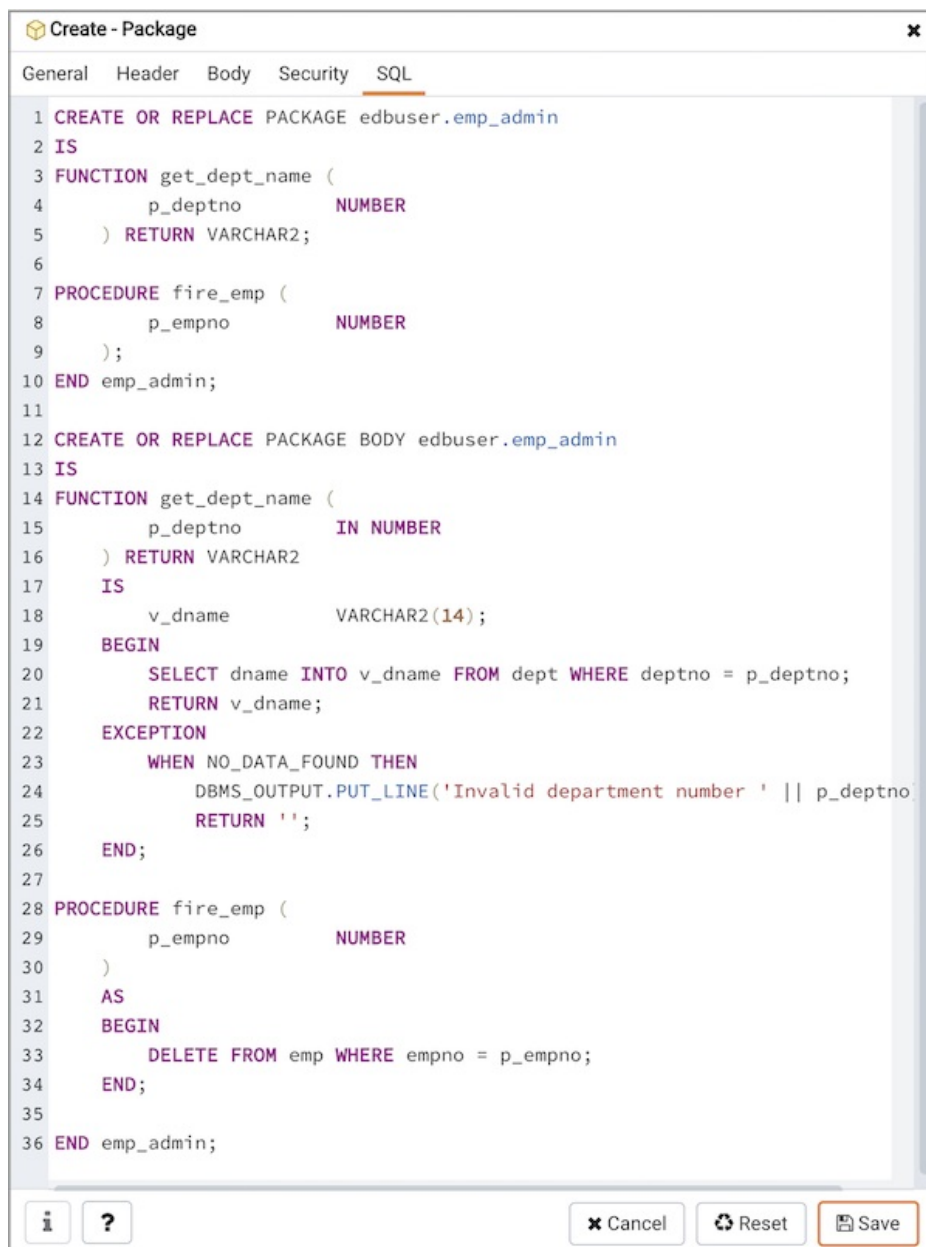 Create - Package
General Header Body Security SQL
1 CREATE OR REPLACE PACKAGE edbuser.emp_admin
2 IS
3 FUNCTION get_dept_name (
4         p_deptno         NUMBER
5     ) RETURN VARCHAR2;
6
7 PROCEDURE fire_emp (
8         p_empno         NUMBER
9     );
10 END emp_admin;
11
12 CREATE OR REPLACE PACKAGE BODY edbuser.emp_admin
13 IS
14 FUNCTION get_dept_name (
15         p_deptno         IN NUMBER
16     ) RETURN VARCHAR2
17     IS
18         v_dname         VARCHAR2(14);
19     BEGIN
20         SELECT dname INTO v_dname FROM dept WHERE deptno = p_deptno;
21         RETURN v_dname;
22     EXCEPTION
23         WHEN NO_DATA_FOUND THEN
24             DBMS_OUTPUT.PUT_LINE('Invalid department number ' || p_deptno)
25             RETURN '';
26     END;
27
28 PROCEDURE fire_emp (
29         p_empno         NUMBER
30     )
31     AS
32     BEGIN
33         DELETE FROM emp WHERE empno = p_empno;
34     END;
35
36 END emp_admin;
i ? Cancel Reset Save